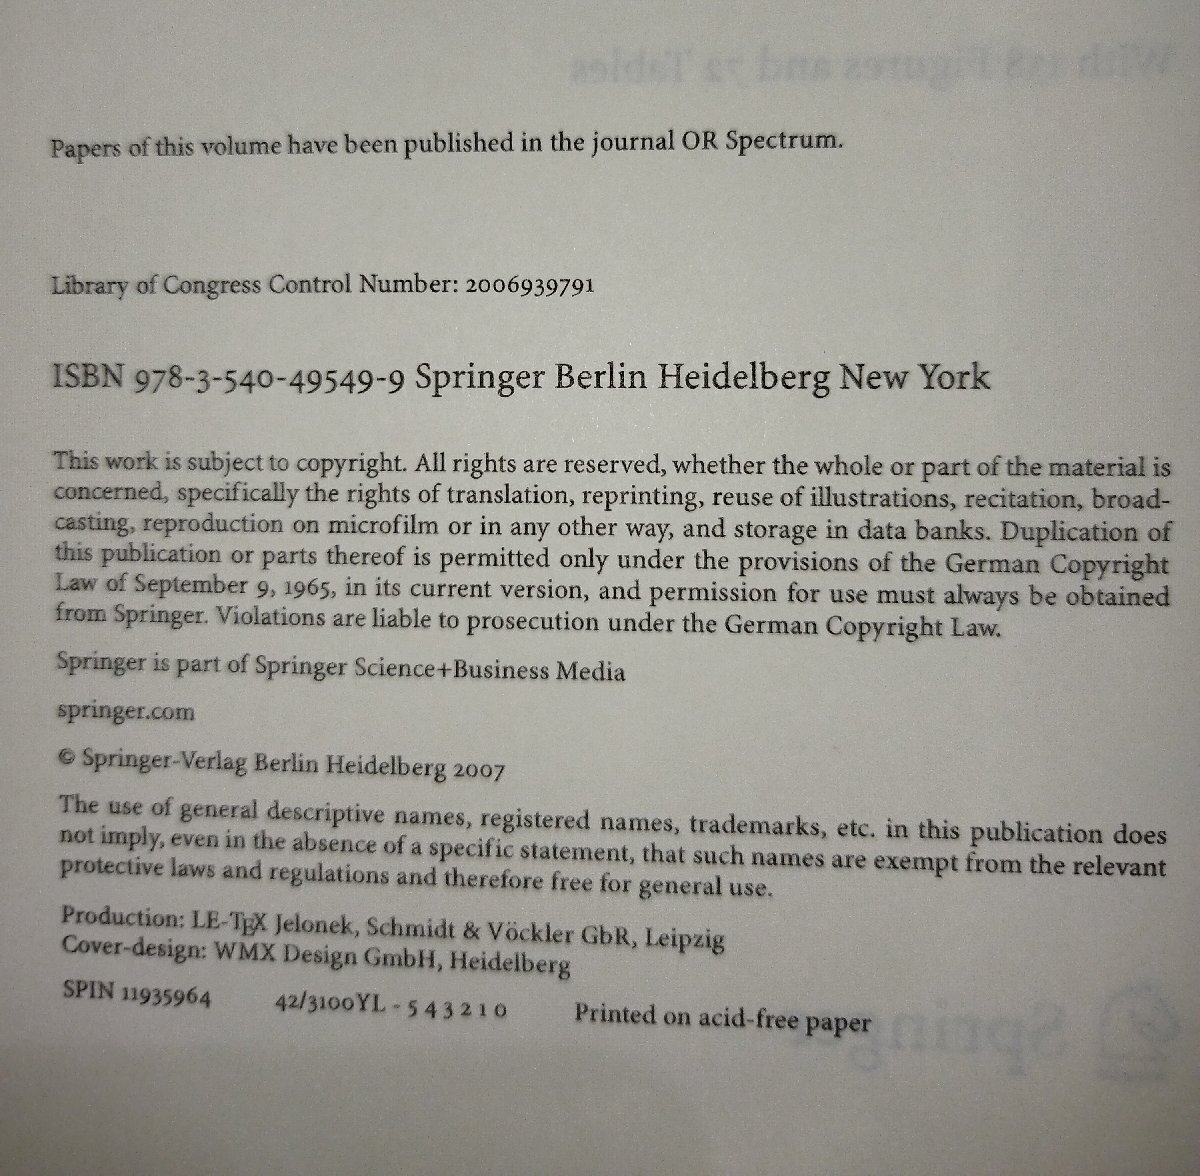 With 158 Figures and 72 Tables
Papers of this volume have been published in the journal OR Spectrum.
Library of Congress Control Number: 2006939791
ISBN 978-3-540-49549-9 Springer Berlin Heidelberg New York
This work is subject to copyright. All rights are reserved, whether the whole or part of the material is
concerned, specifically the rights of translation, reprinting, reuse of illustrations, recitation, broad-
casting, reproduction on microfilm or in any other way, and storage in data banks. Duplication of
this publication or parts thereof is permitted only under the provisions of the German Copyright
Law of September 9, 1965, in its current version, and permission for use must always be obtained
from Springer. Violations are liable to prosecution under the German Copyright Law.
Springer is part of Springer Science+Business Media
springer.com
© Springer-Verlag Berlin Heidelberg 2007
The use of general descriptive names, registered names, trademarks, etc. in this publication does
not imply, even in the absence of a specific statement, that such names are exempt from the relevant
protective laws and regulations and therefore free for general use.
Production: LE-TEX Jelonek, Schmidt & Vöckler GbR, Leipzig
Cover-design: WMX Design GmbH, Heidelberg
SPIN 11935964 42/3100YL - 5 4 3 2 1 0 Printed on acid-free paper
Springer